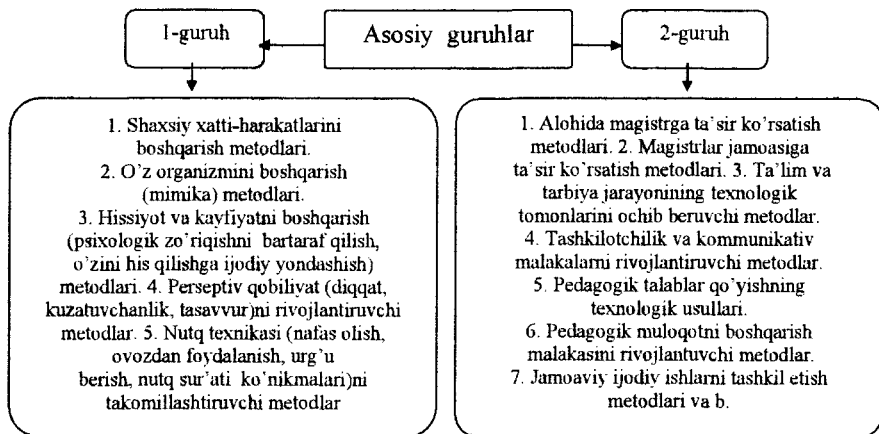 1-guruh
Asosiy guruhlar
2-guruh
1. Shaxsiy xatti-harakatlarini
boshqarish metodlari.
2. O'z organizmini boshqarish
(mimika) metodlari.
3. Hissiyot va kayfiyatni boshqarish
(psixologik zo'riqishni bartaraf qilish,
o'zini his qilishga ijodiy yondashish)
metodlari. 4. Perseptiv qobiliyat (diqqat,
kuzatuvchanlik, tasavvur)ni rivojlantiruvchi
metodlar. 5. Nutq texnikasi (nafas olish,
ovozdan foydalanish, urg'u
berish, nutq sur'ati ko'nikmalari)ni
takomillashtiruvchi metodlar
1. Alohida magistrga ta'sir ko'rsatish
metodlari. 2. Magistrlar jamoasiga
ta'sir ko'rsatish metodlari. 3. Ta'lim va
tarbiya jarayonining texnologik
tomonlarini ochib beruvchi metodlar.
4. Tashkilotchilik va kommunikativ
malakalarni rivojlantiruvchi metodlar.
5. Pedagogik talablar qo'yishning
texnologik usullari.
6. Pedagogik muloqotni boshqarish
malakasini rivojlantuvchi metodlar.
7. Jamoaviy ijodiy ishlarni tashkil etish
metodlari va b.